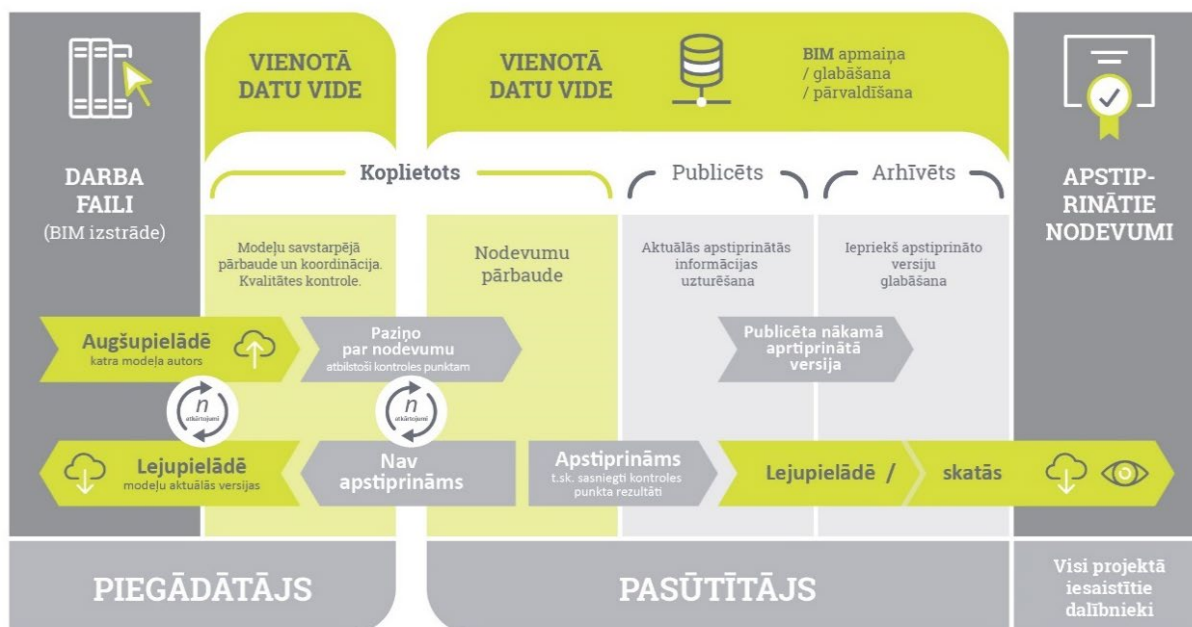 DARBA
FAILI
(BIM izstrāde)
VIENOTĀ
DATU VIDE
VIENOTĀ
DATU VIDE
BIM apmaiņa
/ glabāšana
/ pārvaldīšana
APSTIP-
RINĀTIE
NODEVUMI
Koplietots
Publicēts
Arhīvēts
Modeļu savstarpējā
pārbaude un koordinācija.
Kvalitātes kontrole.
Nodevumu
pārbaude
Aktuālās apstiprinātās
informācijas
uzturēšana
Iepriekš apstiprināto
versiju
glabāšana
Augšupielādē
katra modeļa autors
Paziņo
par nodevumu
atbilstoši kontroles punktam
Publicēta nākamā
aprtiprinātā
versija
n
atkārtojumi
n
atkārtojumi
Lejupielādē
modeļu aktuālās versijas
Nav
apstiprināms
Apstiprināms
t.sk. sasniegti kontroles
punkta rezultāti
Lejupielādē /
skatās
PIEGĀDĀTĀJS
PASŪTĪTĀJS
Visi projektā
iesaistītie
dalībnieki